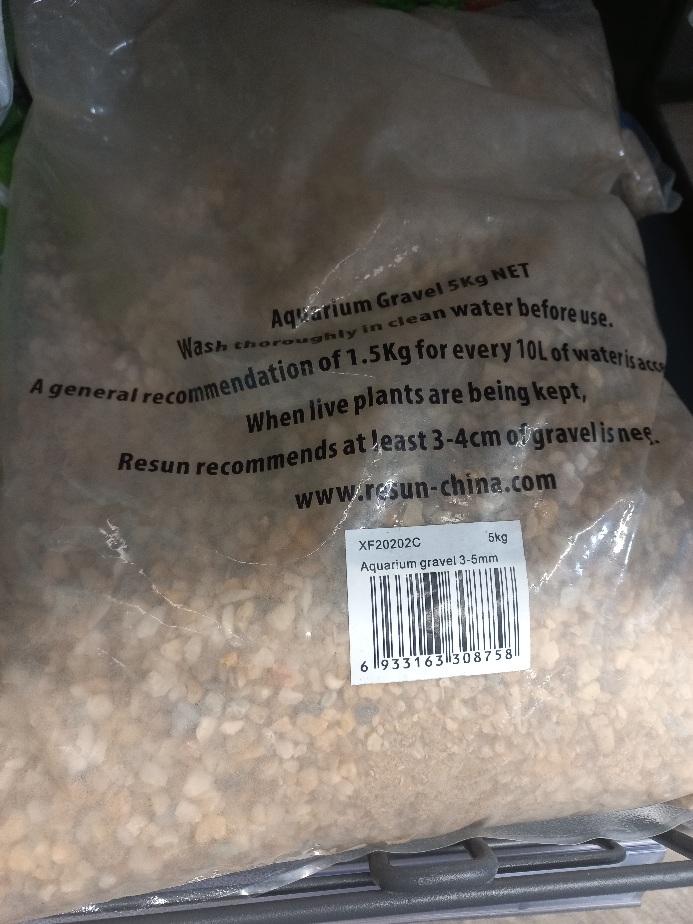 Aquarium Gravel 5Kg NET
Wash thoroughly in clean water before use.
A general recommendation of 1.5Kg for every 10L of water is acce
When live plants are being kept,
Resun recommends at least 3-4cm of gravel is nee
www.resun-china.com
XF20202C 5kg
Aquarium gravel 3-5mm
6 933163 308758